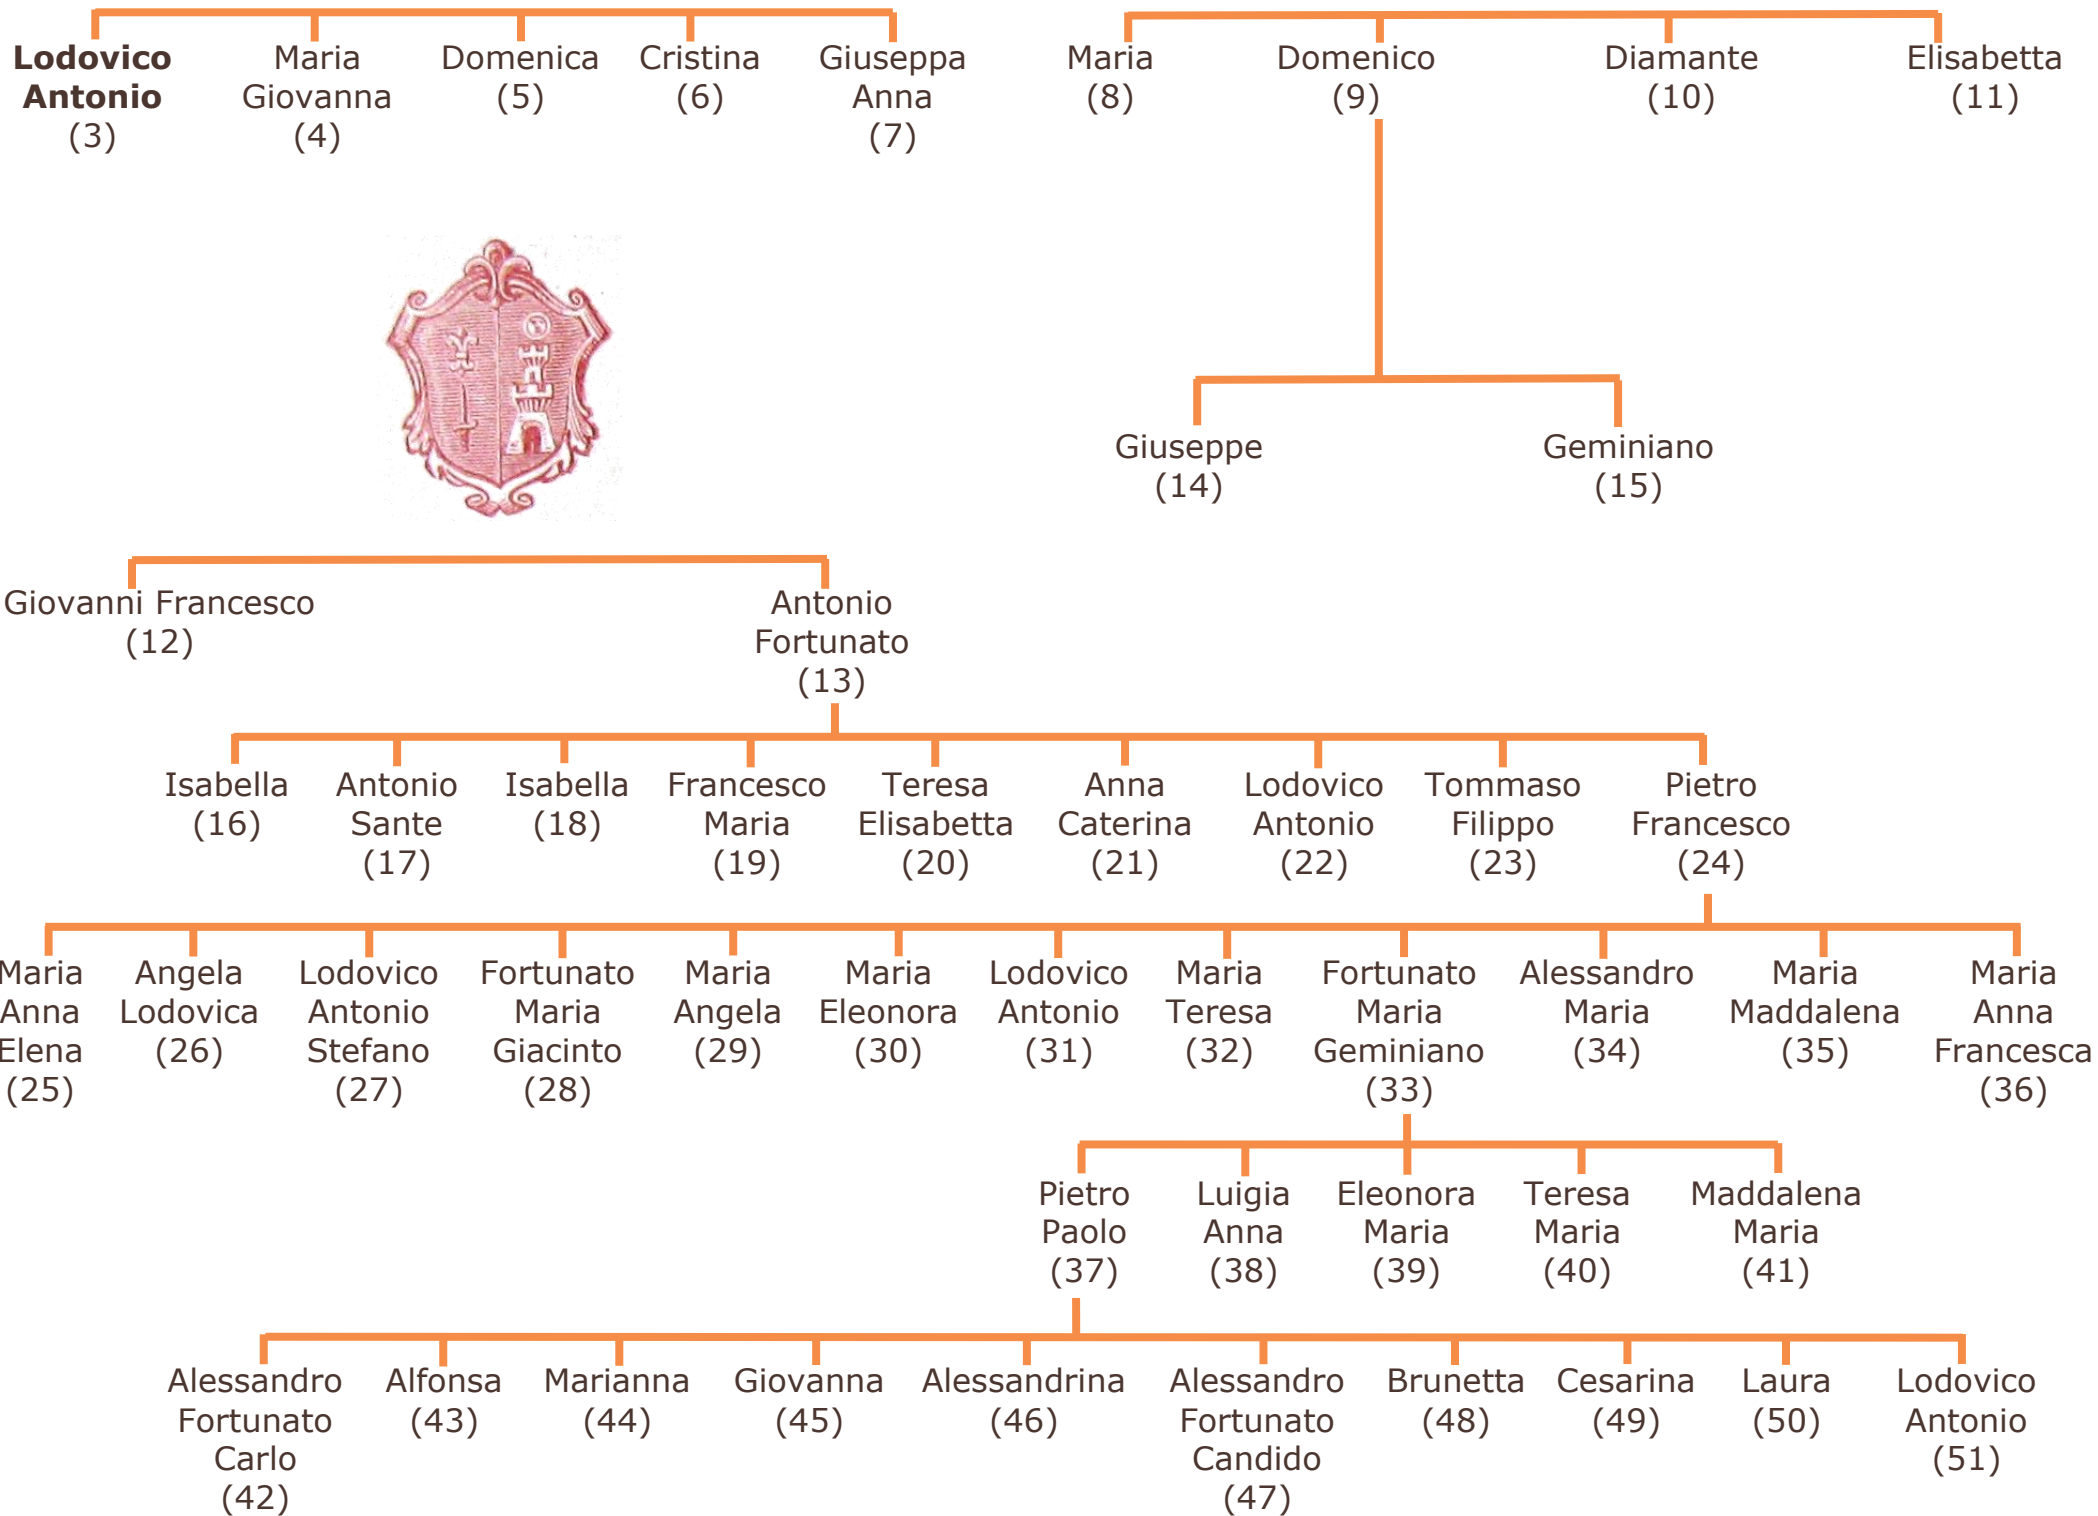 Lodovico
Antonio
(3)
Maria
Giovanna
(4)
Domenica
(5)
Cristina
(6)
Giuseppa
Anna
(7)
Maria
(8)
Domenico
(9)
Diamante
(10)
Elisabetta
(11)
Giuseppe
(14)
Geminiano
(15)
Giovanni Francesco
(12)
Antonio
Fortunato
(13)
Isabella
(16)
Antonio
Sante
(17)
Isabella
(18)
Francesco
Maria
(19)
Teresa
Elisabetta
(20)
Anna
Caterina
(21)
Lodovico
Antonio
(22)
Tommaso
Filippo
(23)
Pietro
Francesco
(24)
Maria
Anna
Elena
(25)
Angela
Lodovica
(26)
Lodovico
Antonio
Stefano
(27)
Fortunato
Maria
Giacinto
(28)
Maria
Angela
(29)
Maria
Eleonora
(30)
Lodovico
Antonio
(31)
Maria
Teresa
(32)
Fortunato
Maria
Geminiano
(33)
Alessandro
Maria
(34)
Maria
Maddalena
(35)
Maria
Anna
Francesca
(36)
Pietro
Paolo
(37)
Luigia
Anna
(38)
Eleonora
Maria
(39)
Teresa
Maria
(40)
Maddalena
Maria
(41)
Alessandro
Fortunato
Carlo
(42)
Alfonsa
(43)
Marianna
(44)
Giovanna
(45)
Alessandrina
(46)
Alessandro
Fortunato
Candido
(47)
Brunetta
(48)
Cesarina
(49)
Laura
(50)
Lodovico
Antonio
(51)